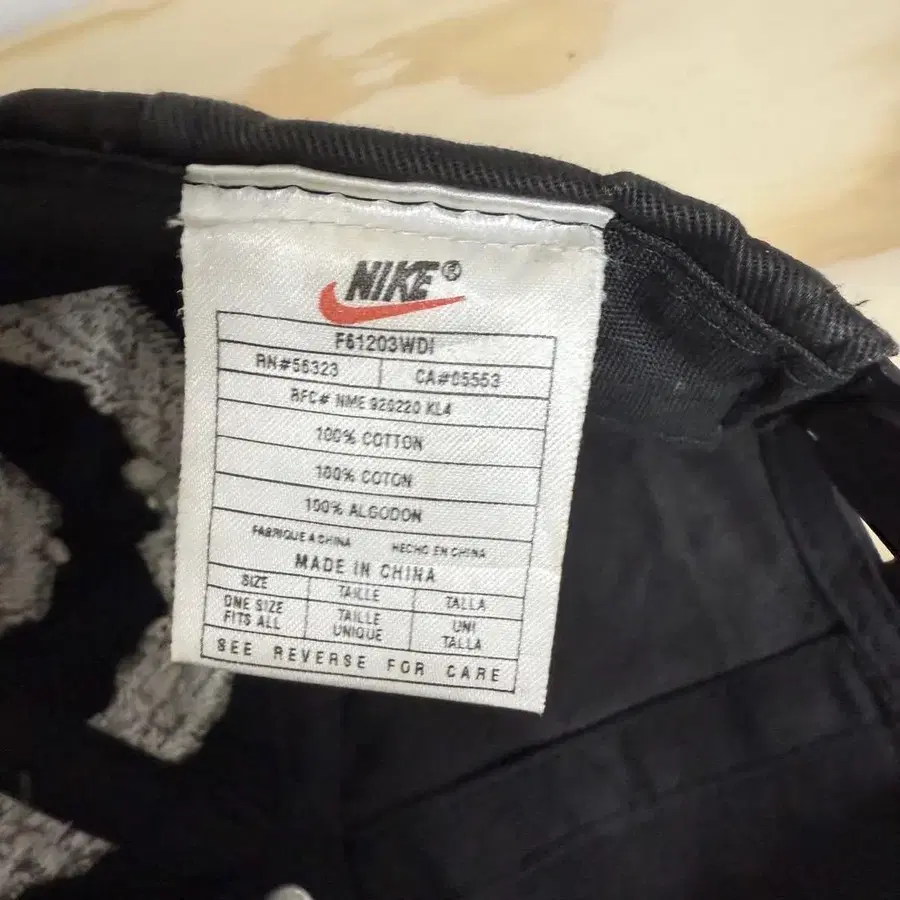 NIKE®
F61203WDI
RN#56323 CA#05553
RFC# NME 920220 KL4
100% COTTON
100% COTON
100% ALGODON
FABRIQUE A CHINA HECHO EN CHINA
MADE IN CHINA
SIZE TAILLE TALLA
ONE SIZE FITS ALL TAILLE UNIQUE UNI TALLA
SEE REVERSE FOR CARE